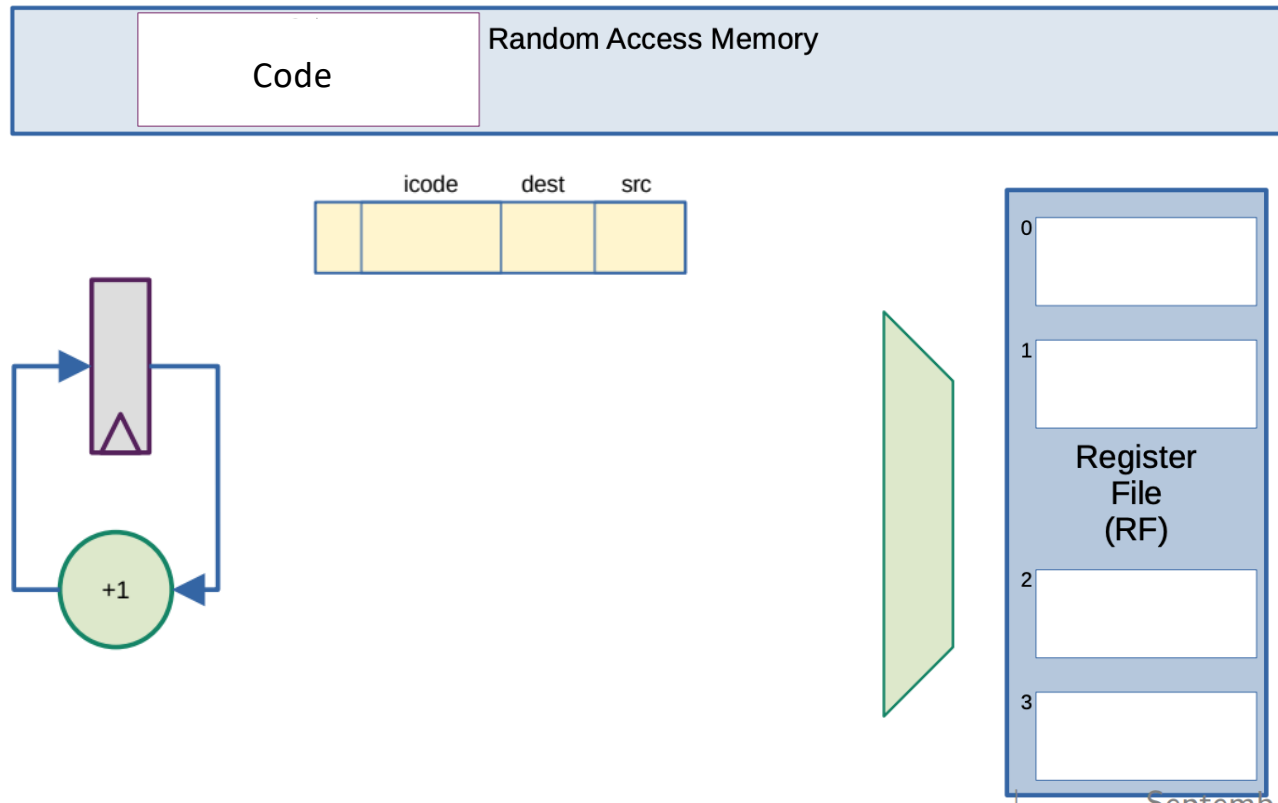 Random Access Memory
Code
icode dest src
0
1
Register
File
(RF)
+1
2
3